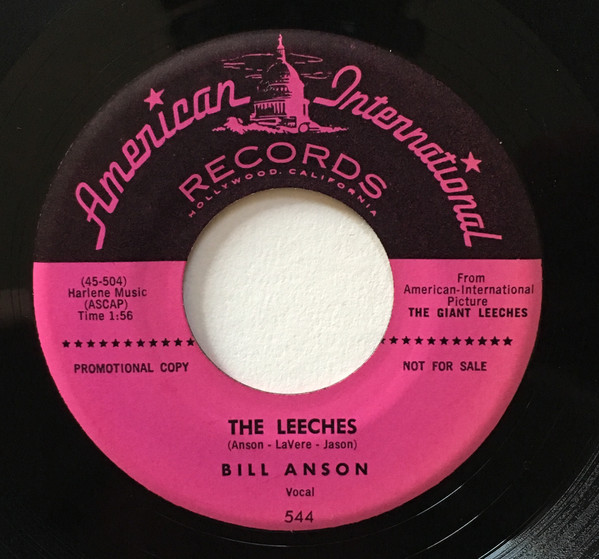 American International
RECORDS
HOLLYWOOD. CALIFORNIA
(45-504)
Harlene Music
(ASCAP)
Time 1:56
From
American-International
Picture
THE GIANT LEECHES
PROMOTIONAL COPY
NOT FOR SALE
THE LEECHES
(Anson - LaVere - Jason)
BILL ANSON
Vocal
544